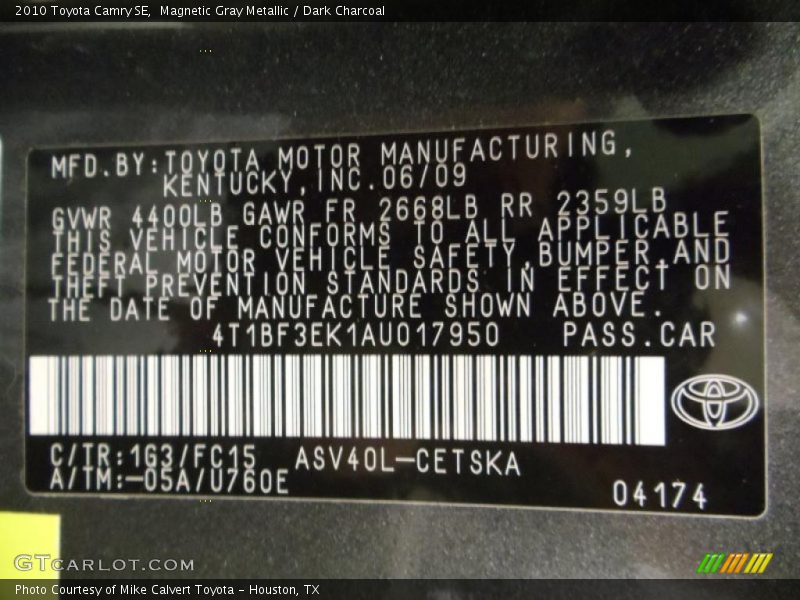 2010 Toyota Camry SE, Magnetic Gray Metallic / Dark Charcoal
MFD.BY:TOYOTA MOTOR MANUFACTURING,
KENTUCKY,INC.06/09
GVWR 4400LB GAWR FR 2668LB RR 2359LB
THIS VEHICLE CONFORMS TO ALL APPLICABLE
FEDERAL MOTOR VEHICLE SAFETY,BUMPER,AND
THEFT PREVENTION STANDARDS IN EFFECT ON
THE DATE OF MANUFACTURE SHOWN ABOVE.
4T1BF3EK1AU017950 PASS.CAR
C/TR:1G3/FC15 ASV40L-CETSKA
A/TM:-05A/U760E
04174
GTCARLOT.COM
Photo Courtesy of Mike Calvert Toyota - Houston, TX